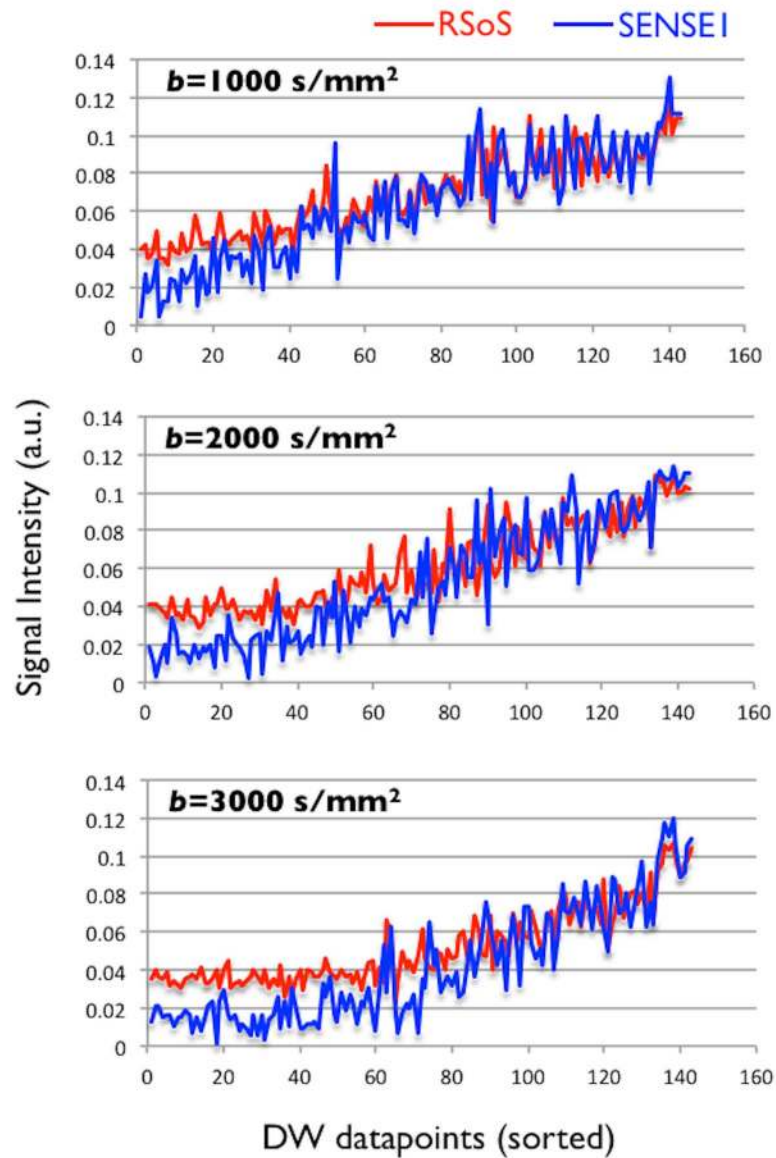 RSoS SENSE1
b=1000 s/mm²
0.14
0.12
0.1
0.08
0.06
0.04
0.02
0
0 20 40 60 80 100 120 140 160
Signal Intensity (a.u.)
b=2000 s/mm²
0.14
0.12
0.1
0.08
0.06
0.04
0.02
0
0 20 40 60 80 100 120 140 160
b=3000 s/mm²
0.14
0.12
0.1
0.08
0.06
0.04
0.02
0
0 20 40 60 80 100 120 140 160
DW datapoints (sorted)